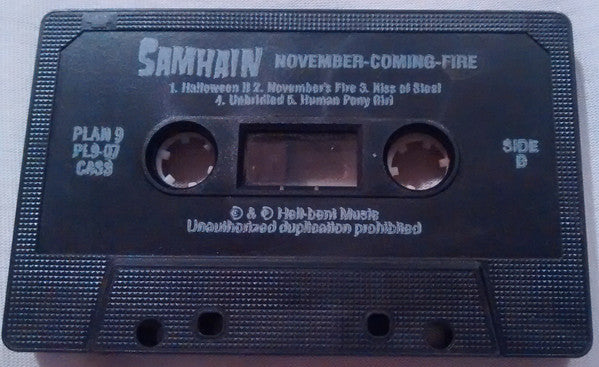 SAMHAIN NOVEMBER-COMING-FIRE
1. Halloween II 2. November's Fire 3. Kiss of Steel
4. Unbridled 5. Human Pony Girl
PLAN 9
PL9-07
CASS
SIDE
B
© & ℗ Hell-bent Music
Unauthorized duplication prohibited